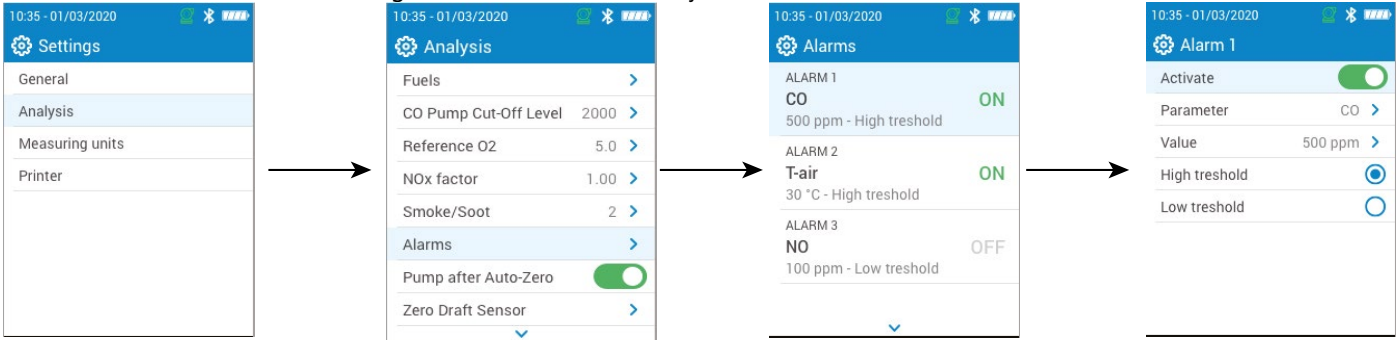 10:35 - 01/03/2020
Settings
General
Analysis
Measuring units
Printer
10:35 - 01/03/2020
Analysis
Fuels
CO Pump Cut-Off Level 2000
Reference O2 5.0
NOx factor 1.00
Smoke/Soot 2
Alarms
Pump after Auto-Zero
Zero Draft Sensor
10:35 - 01/03/2020
Alarms
ALARM 1
CO ON
500 ppm - High treshold
ALARM 2
T-air ON
30 °C - High treshold
ALARM 3
NO OFF
100 ppm - Low treshold
10:35 - 01/03/2020
Alarm 1
Activate
Parameter CO
Value 500 ppm
High treshold
Low treshold